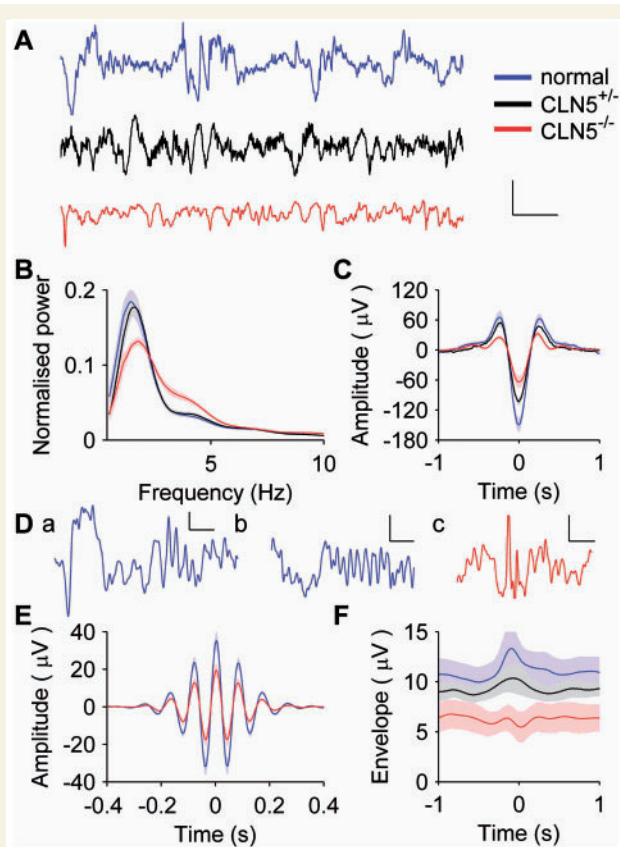 A
normal
CLN5+/-
CLN5-/-
B
Normalised power
0.2
0.1
0
5
10
Frequency (Hz)
C
Amplitude ( µV)
120
60
0
-60
-120
-180
-1
0
1
Time (s)
D
a
b
c
E
Amplitude ( µV)
40
20
0
-20
-40
-0.4
-0.2
0
0.2
0.4
Time (s)
F
Envelope ( µV)
15
10
5
0
-1
0
1
Time (s)